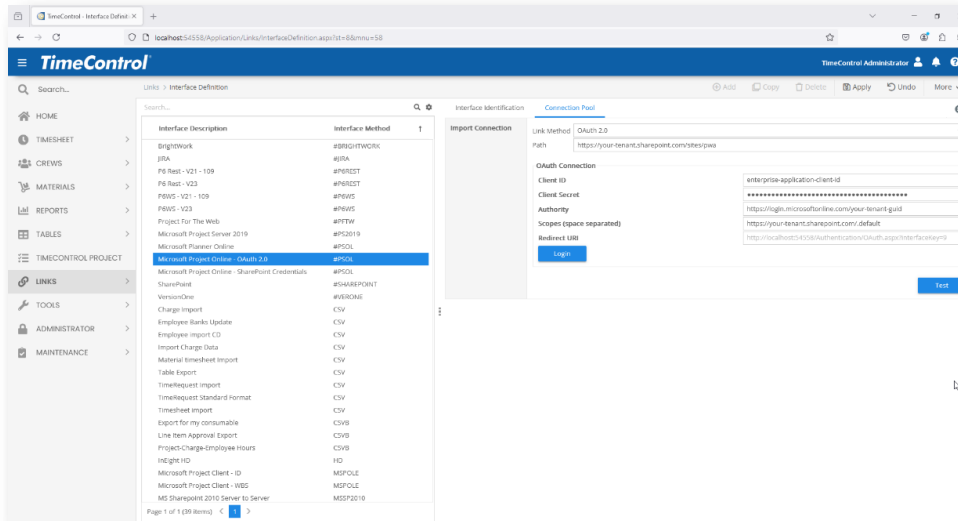 TimeControl - Interface Definiti
localhost:54558/Application/Links/InterfaceDefinition.aspx?st=8&mnu=58
TimeControl
TimeControl Administrator
Search...
HOME
TIMESHEET
CREWS
MATERIALS
REPORTS
TABLES
TIMECONTROL PROJECT
LINKS
TOOLS
ADMINISTRATOR
MAINTENANCE
Links > Interface Definition
Add Copy Delete Apply Undo More
Search...
Interface Description Interface Method
BrightWork #BRIGHTWORK
JIRA #JIRA
P6 Rest - V21 - 109 #P6REST
P6 Rest - V23 #P6REST
P6WS - V21 - 109 #P6WS
P6WS - V23 #P6WS
Project For The Web #PFTW
Microsoft Project Server 2019 #PS2019
Microsoft Planner Online #PSOL
Microsoft Project Online - OAuth 2.0 #PSOL
Microsoft Project Online - SharePoint Credentials #PSOL
SharePoint #SHAREPOINT
VersionOne #VERONE
Charge Import CSV
Employee Banks Update CSV
Employee import CD CSV
Import Charge Data CSV
Material timesheet Import CSV
Table Export CSV
TimeRequest Import CSV
TimeRequest Standard Format CSV
Timesheet Import CSV
Export for my consumable CSVB
Line Item Approval Export CSVB
Project-Charge-Employee Hours CSVB
InEight HD HD
Microsoft Project Client - ID MSPOLE
Microsoft Project Client - WBS MSPOLE
MS Sharepoint 2010 Server to Server MSSP2010
Page 1 of 1 (39 items) < 1 >
Interface Identification Connection Pool
Import Connection
Link Method OAuth 2.0
Path https://your-tenant.sharepoint.com/sites/pwa
OAuth Connection
Client ID enterprise-application-client-id
Client Secret
Authority https://login.microsoftonline.com/your-tenant-guid
Scopes (space separated) https://your-tenant.sharepoint.com/.default
Redirect URI http://localhost:54558/Authentication/OAuth.aspx?InterfaceKey=9
Login
Test